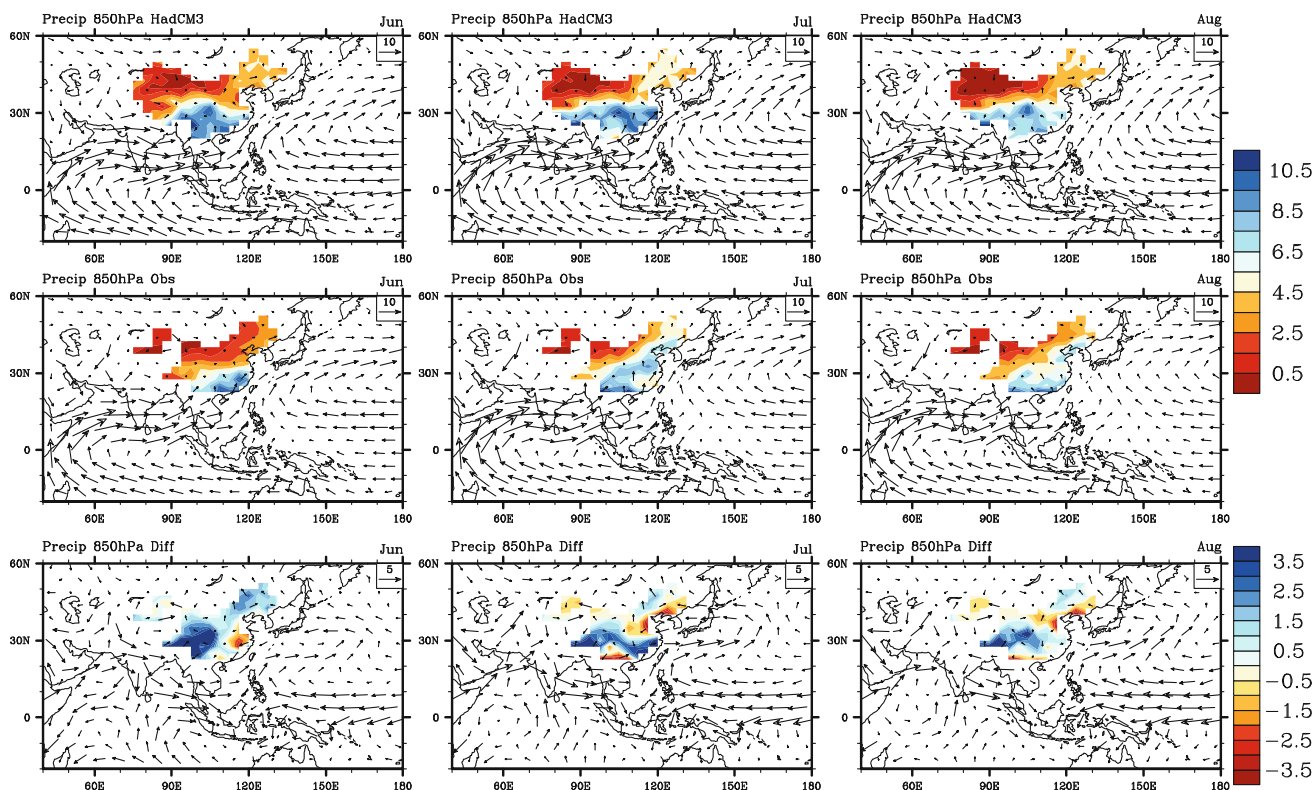 Precip 850hPa HadCM3 Jun
Precip 850hPa HadCM3 Jul
Precip 850hPa HadCM3 Aug
10
10
10
60N
30N
0
60E 90E 120E 150E 180
60N
30N
0
60E 90E 120E 150E 180
60N
30N
0
60E 90E 120E 150E 180
Precip 850hPa Obs Jun
Precip 850hPa Obs Jul
Precip 850hPa Obs Aug
10
10
10
60N
30N
0
60E 90E 120E 150E 180
60N
30N
0
60E 90E 120E 150E 180
60N
30N
0
60E 90E 120E 150E 180
10.5
8.5
6.5
4.5
2.5
0.5
Precip 850hPa Diff Jun
Precip 850hPa Diff Jul
Precip 850hPa Diff Aug
5
5
5
60N
30N
0
60E 90E 120E 150E 180
60N
30N
0
60E 90E 120E 150E 180
60N
30N
0
60E 90E 120E 150E 180
3.5
2.5
1.5
0.5
−0.5
−1.5
−2.5
−3.5